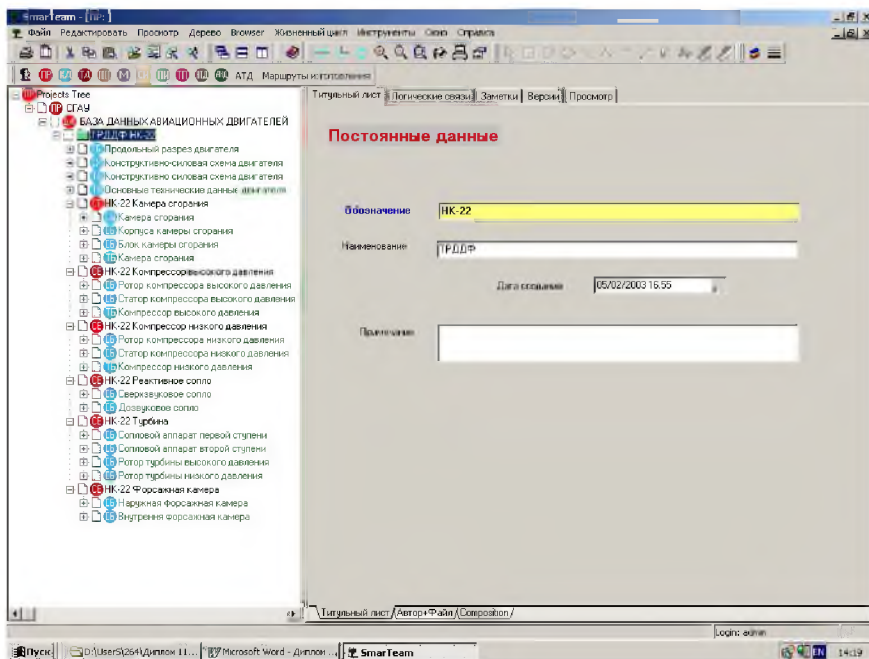 SmarTeam - [ПР: ]
Файл Редактировать Просмотр Дерево Browser Жизненный цикл Инструменты Окно Справка
АТД Маршруты изготовления
Projects Tree
СГАУ
БАЗА ДАННЫХ АВИАЦИОННЫХ ДВИГАТЕЛЕЙ
ТРДДФ НК-22
Продольный разрез двигателя
Конструктивно-силовая схема двигателя
Конструктивно-силовая схема двигателя
Основные технические данные двигателя
НК-22 Камера сгорания
Камера сгорания
Корпуса камеры сгорания
Блок камеры сгорания
Камера сгорания
НК-22 Компрессор высокого давления
Ротор компрессора высокого давления
Статор компрессора высокого давления
Компрессор высокого давления
НК-22 Компрессор низкого давления
Ротор компрессора низкого давления
Статор компрессора низкого давления
Компрессор низкого давления
НК-22 Реактивное сопло
Сверхзвуковое сопло
Дозвуковое сопло
НК-22 Турбина
Сопловой аппарат первой ступени
Сопловой аппарат второй ступени
Ротор турбины высокого давления
Ротор турбины низкого давления
НК-22 Форсажная камера
Наружная форсажная камера
Внутрення форсажная камера
Титульный лист Логические связи Заметки Версии Просмотр
Постоянные данные
Обозначение НК-22
Наименование ТРДДФ
Дата создания 05/02/2003 16:55
Примечание
Титульный лист Автор+Файл Composition
Login: admin
Пуск D:\UserS\(264)\Диплом 11... Microsoft Word - Диплом ... SmarTeam EN 14:19